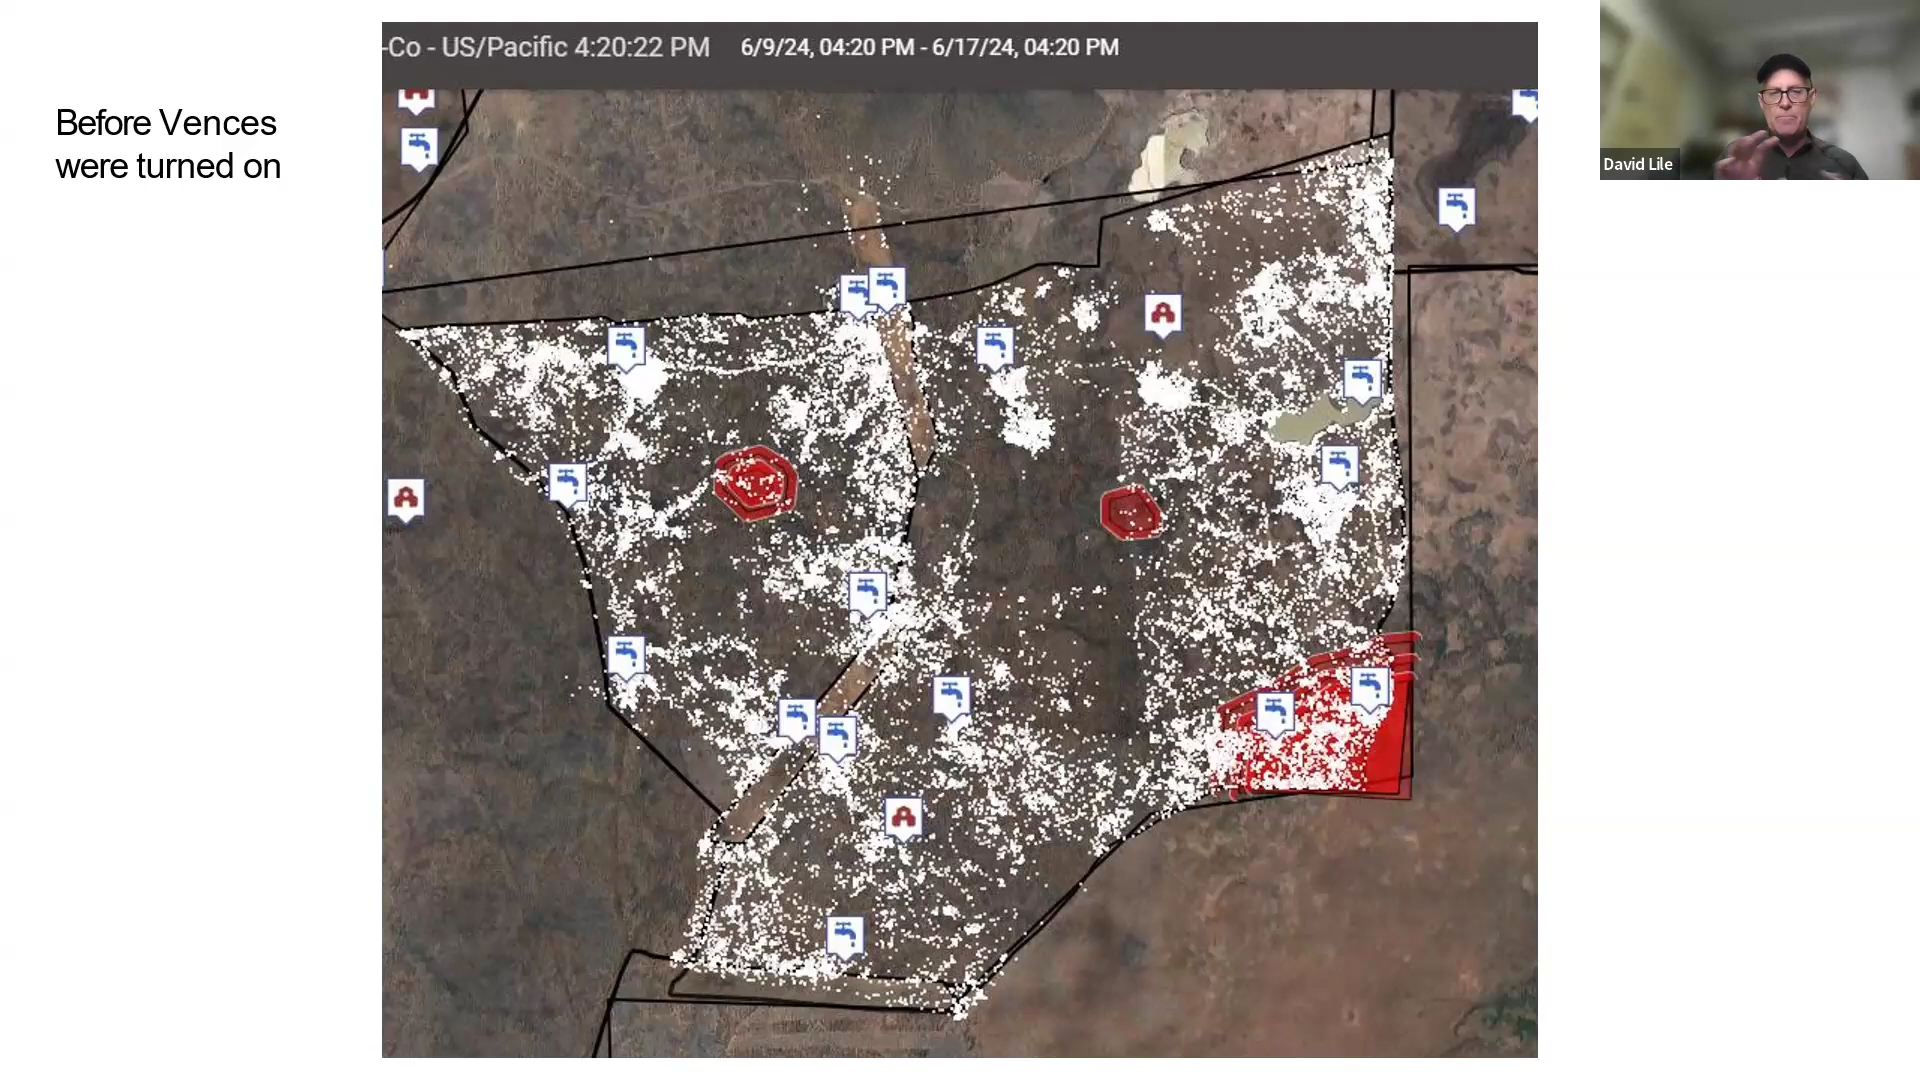 -Co - US/Pacific 4:20:22 PM 6/9/24, 04:20 PM - 6/17/24, 04:20 PM
Before Vences
were turned on
David Lile